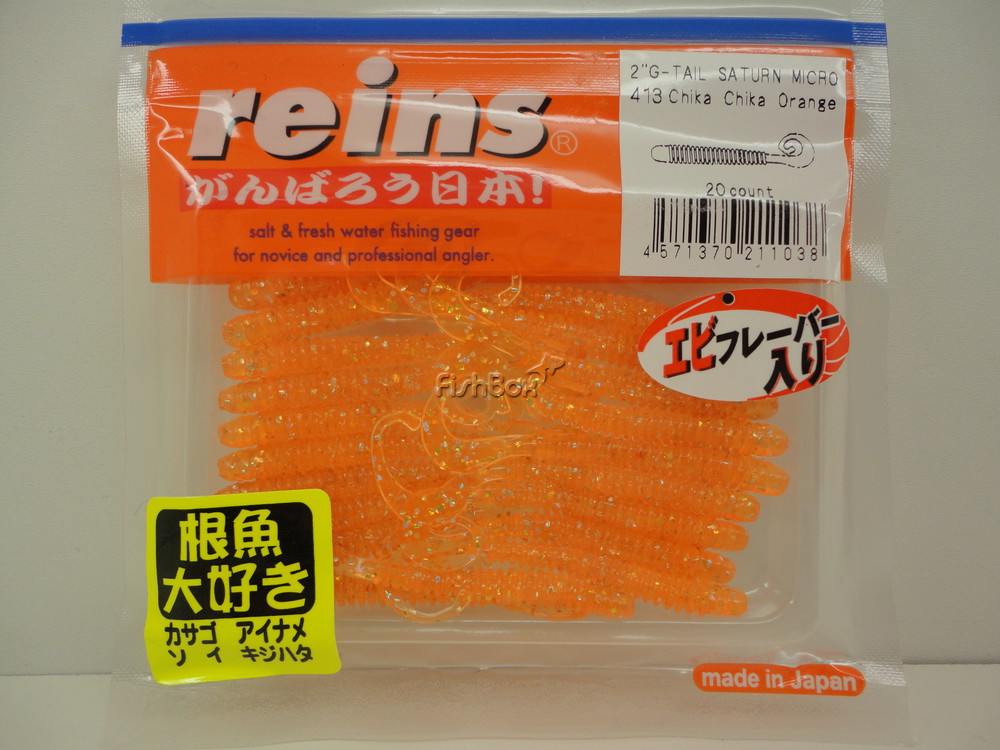 reins®
がんばろう日本!
salt & fresh water fishing gear
for novice and professional angler.
2"G-TAIL SATURN MICRO
413 Chika Chika Orange
20 count
4 571370 211038
エビフレーバー
入り
FishBox
根魚
大好き
カサゴ アイナメ
ソイ キジハタ
made in Japan